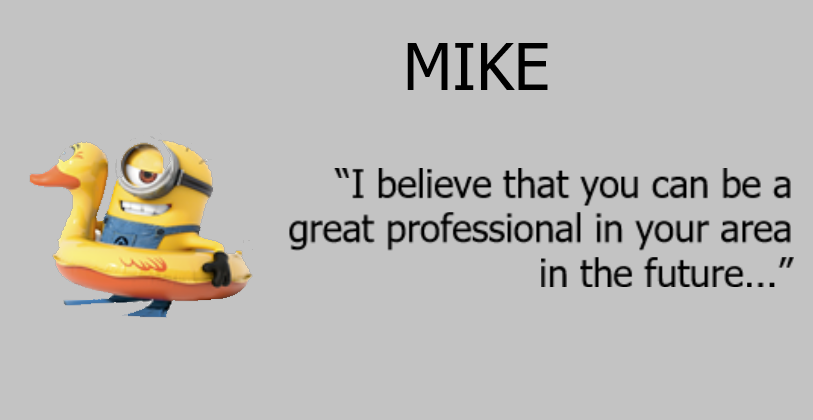 MIKE
“I believe that you can be a
great professional in your area
in the future...”